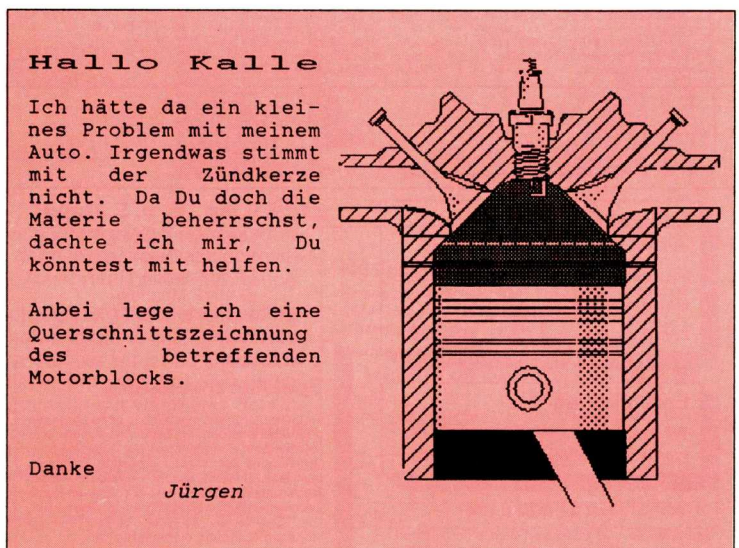 Hallo Kalle
Ich hätte da ein klei-
nes Problem mit meinem
Auto. Irgendwas stimmt
mit der Zündkerze
nicht. Da Du doch die
Materie beherrschst,
dachte ich mir, Du
könntest mit helfen.
Anbei lege ich eine
Querschnittszeichnung
des betreffenden
Motorblocks.
Danke
Jürgen